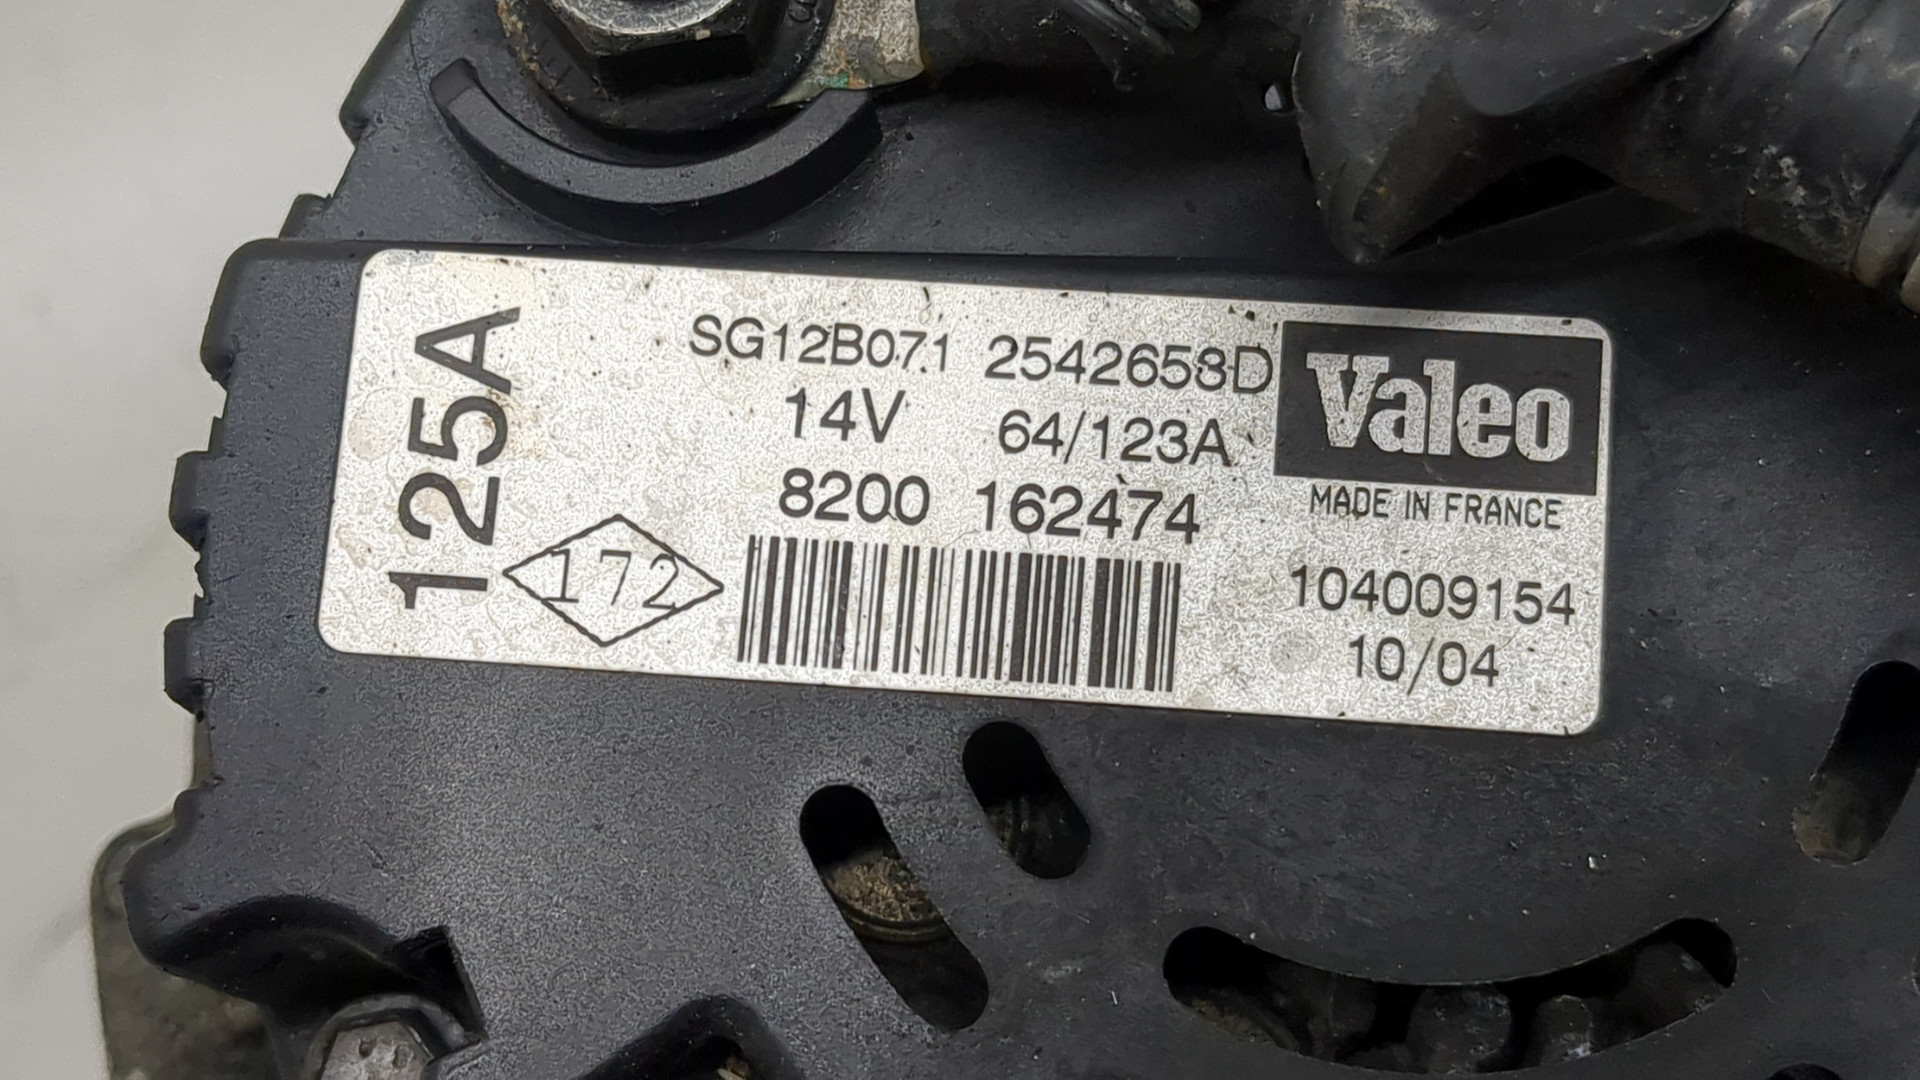 125A
SG12B071 2542658D
14V 64/123A
8200 162474
172
Valeo
MADE IN FRANCE
104009154
10/04